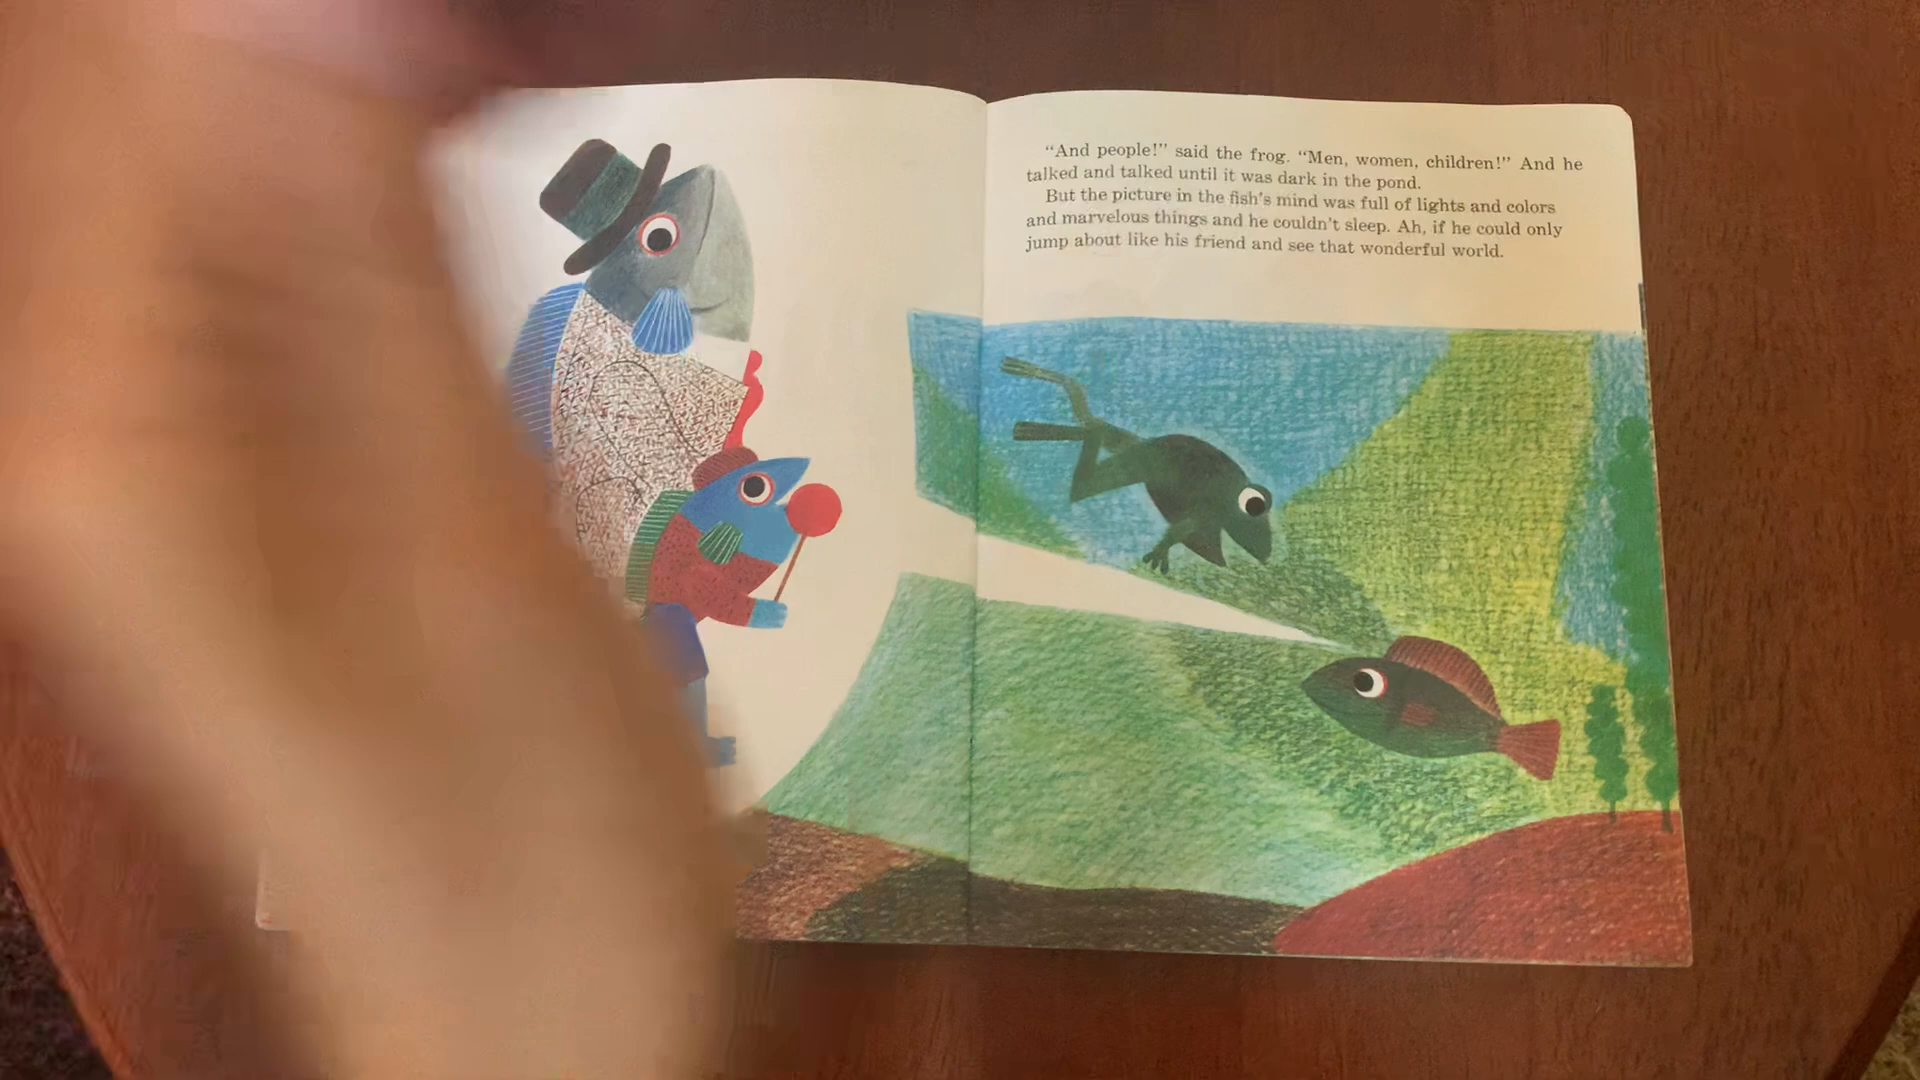 “And people!” said the frog. “Men, women, children!” And he
talked and talked until it was dark in the pond.
But the picture in the fish’s mind was full of lights and colors
and marvelous things and he couldn’t sleep. Ah, if he could only
jump about like his friend and see that wonderful world.